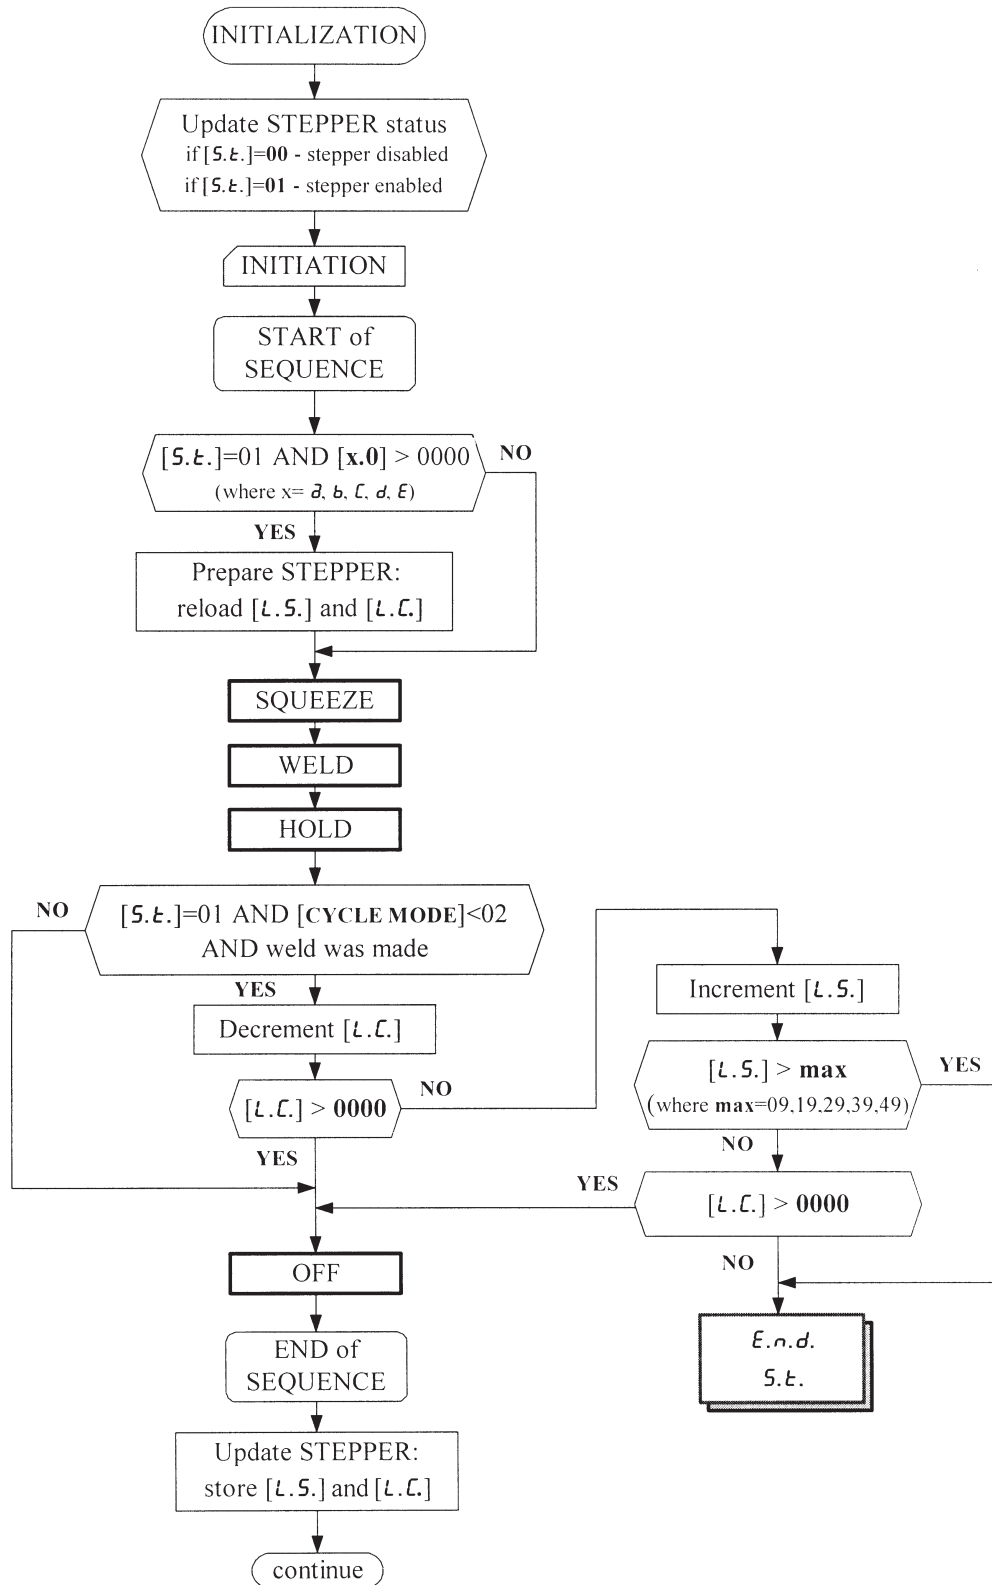 INITIALIZATION
Update STEPPER status
if [S.t.]=00 - stepper disabled
if [S.t.]=01 - stepper enabled
INITIATION
START of
SEQUENCE
[S.t.]=01 AND [x.0] > 0000
(where x= a, b, C, d, E)
NO
YES
Prepare STEPPER:
reload [L.S.] and [L.C.]
SQUEEZE
WELD
HOLD
NO
[S.t.]=01 AND [CYCLE MODE]<02
AND weld was made
YES
Decrement [L.C.]
[L.C.] > 0000
NO
YES
Increment [L.S.]
[L.S.] > max
(where max=09,19,29,39,49)
YES
NO
[L.C.] > 0000
YES
NO
E.n.d.
S.t.
OFF
END of
SEQUENCE
Update STEPPER:
store [L.S.] and [L.C.]
continue